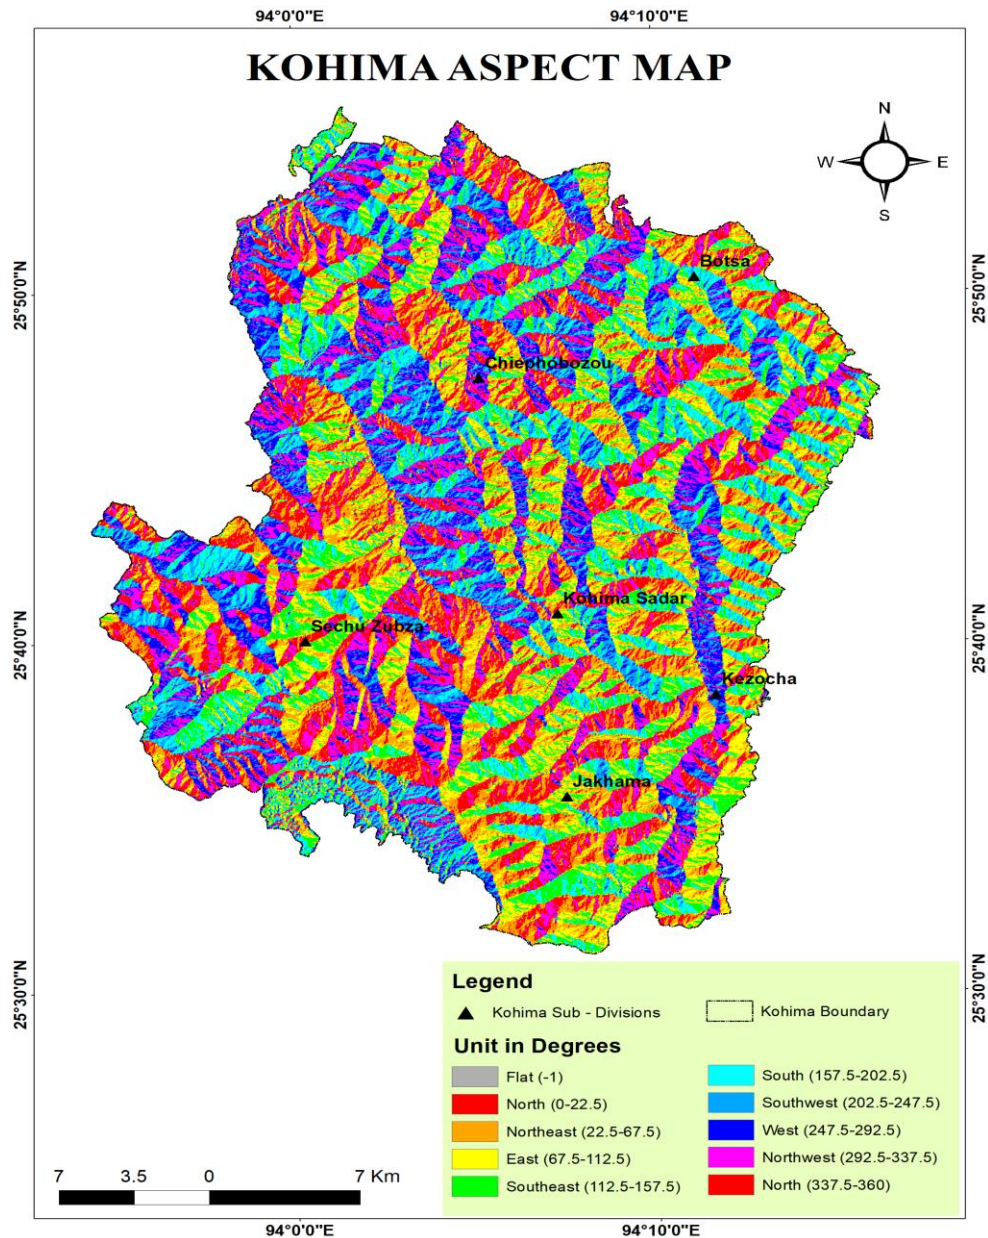 94°0'0"E 94°10'0"E
KOHIMA ASPECT MAP
N
W E
S
Botsa
25°50'0"N 25°50'0"N
Chiephobozou
Kohima Sadar
Sechu Zubza
25°40'0"N 25°40'0"N
Kezocha
Jakhama
Legend
Kohima Sub - Divisions Kohima Boundary
25°30'0"N 25°30'0"N
Unit in Degrees
Flat (-1) South (157.5-202.5)
North (0-22.5) Southwest (202.5-247.5)
Northeast (22.5-67.5) West (247.5-292.5)
East (67.5-112.5) Northwest (292.5-337.5)
Southeast (112.5-157.5) North (337.5-360)
7 3.5 0 7 Km
94°0'0"E 94°10'0"E